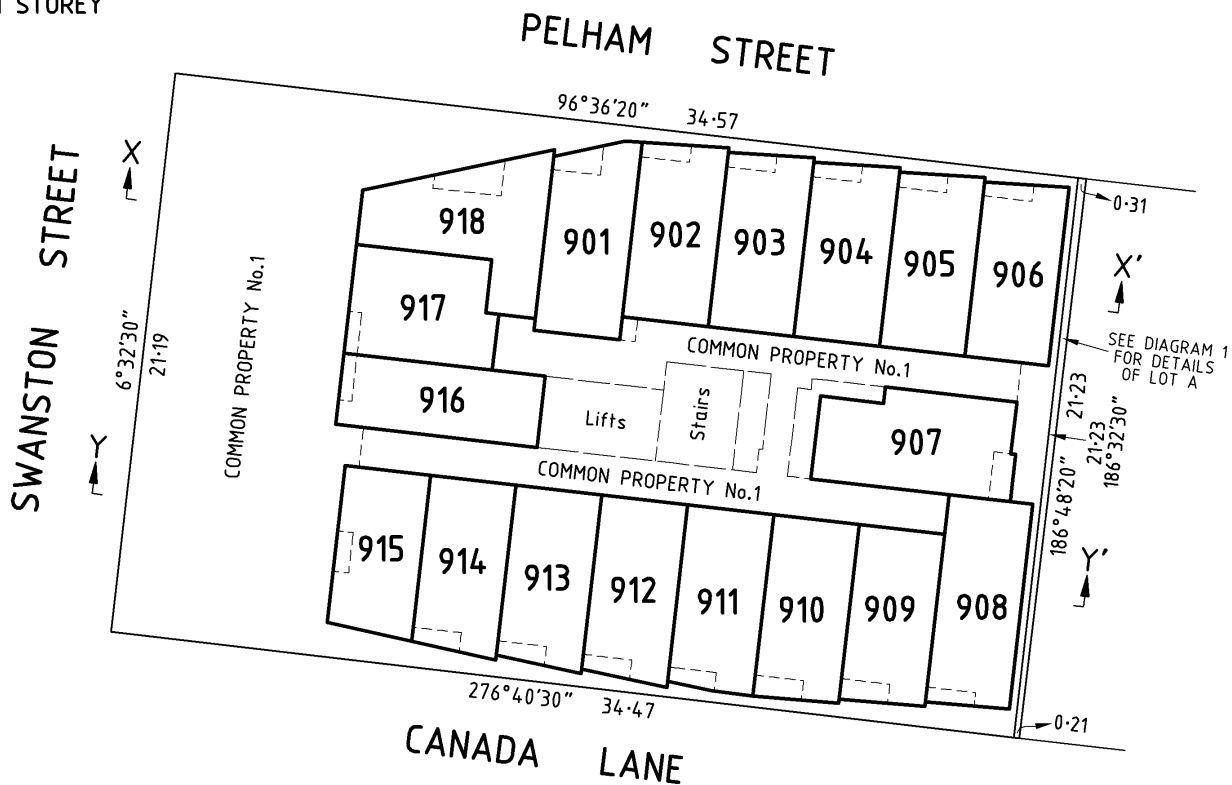 STOREY
PELHAM STREET
96°36'20" 34·57
SWANSTON STREET
X
Y
6°32'30"
21·19
COMMON PROPERTY No.1
918
901
902
903
904
905
906
0·31
X'
917
COMMON PROPERTY No.1
SEE DIAGRAM 1
FOR DETAILS
OF LOT A
916
Lifts
Stairs
907
21·23
21·23
186°32'30"
186°48'20"
COMMON PROPERTY No.1
915
914
913
912
911
910
909
908
Y'
276°40'30" 34·47
0·21
CANADA LANE